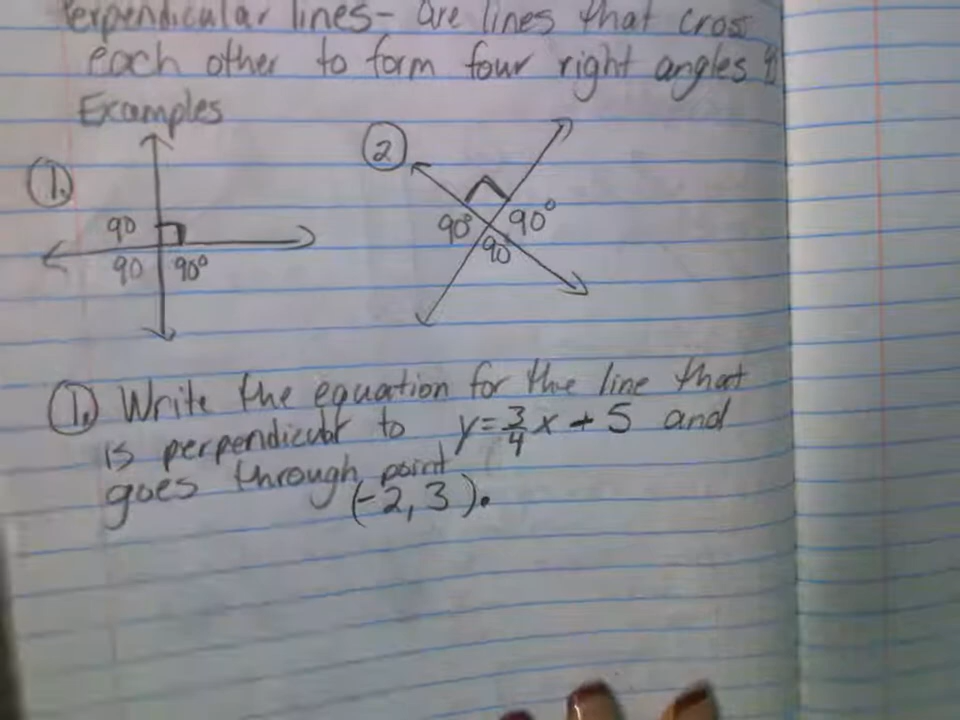 Perpendicular lines - are lines that cross
each other to form four right angles
Examples
1.
90
90 90°
2
90° 90°
90
1. Write the equation for the line that
is perpendicular to y = 3/4 x + 5 and
goes through point
(-2, 3).